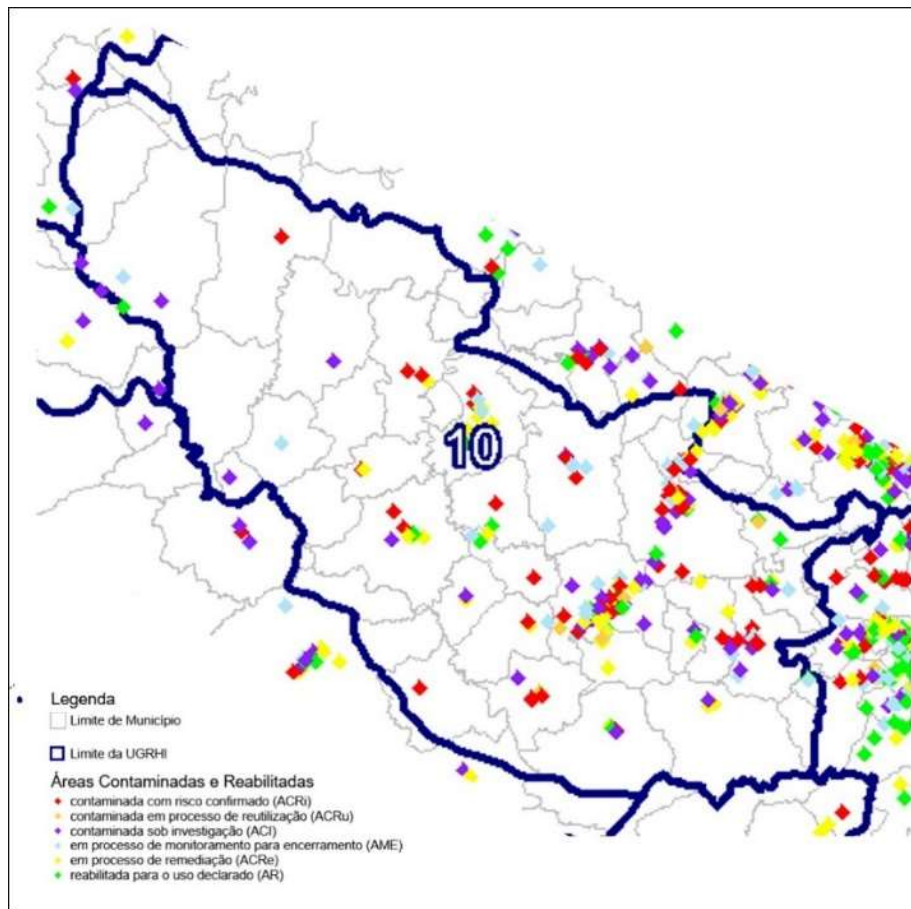 10
Legenda
Limite de Município
Limite da UGRHI
Áreas Contaminadas e Reabilitadas
contaminada com risco confirmado (ACRi)
contaminada em processo de reutilização (ACRu)
contaminada sob investigação (ACI)
em processo de monitoramento para encerramento (AME)
em processo de remediação (ACRe)
reabilitada para o uso declarado (AR)